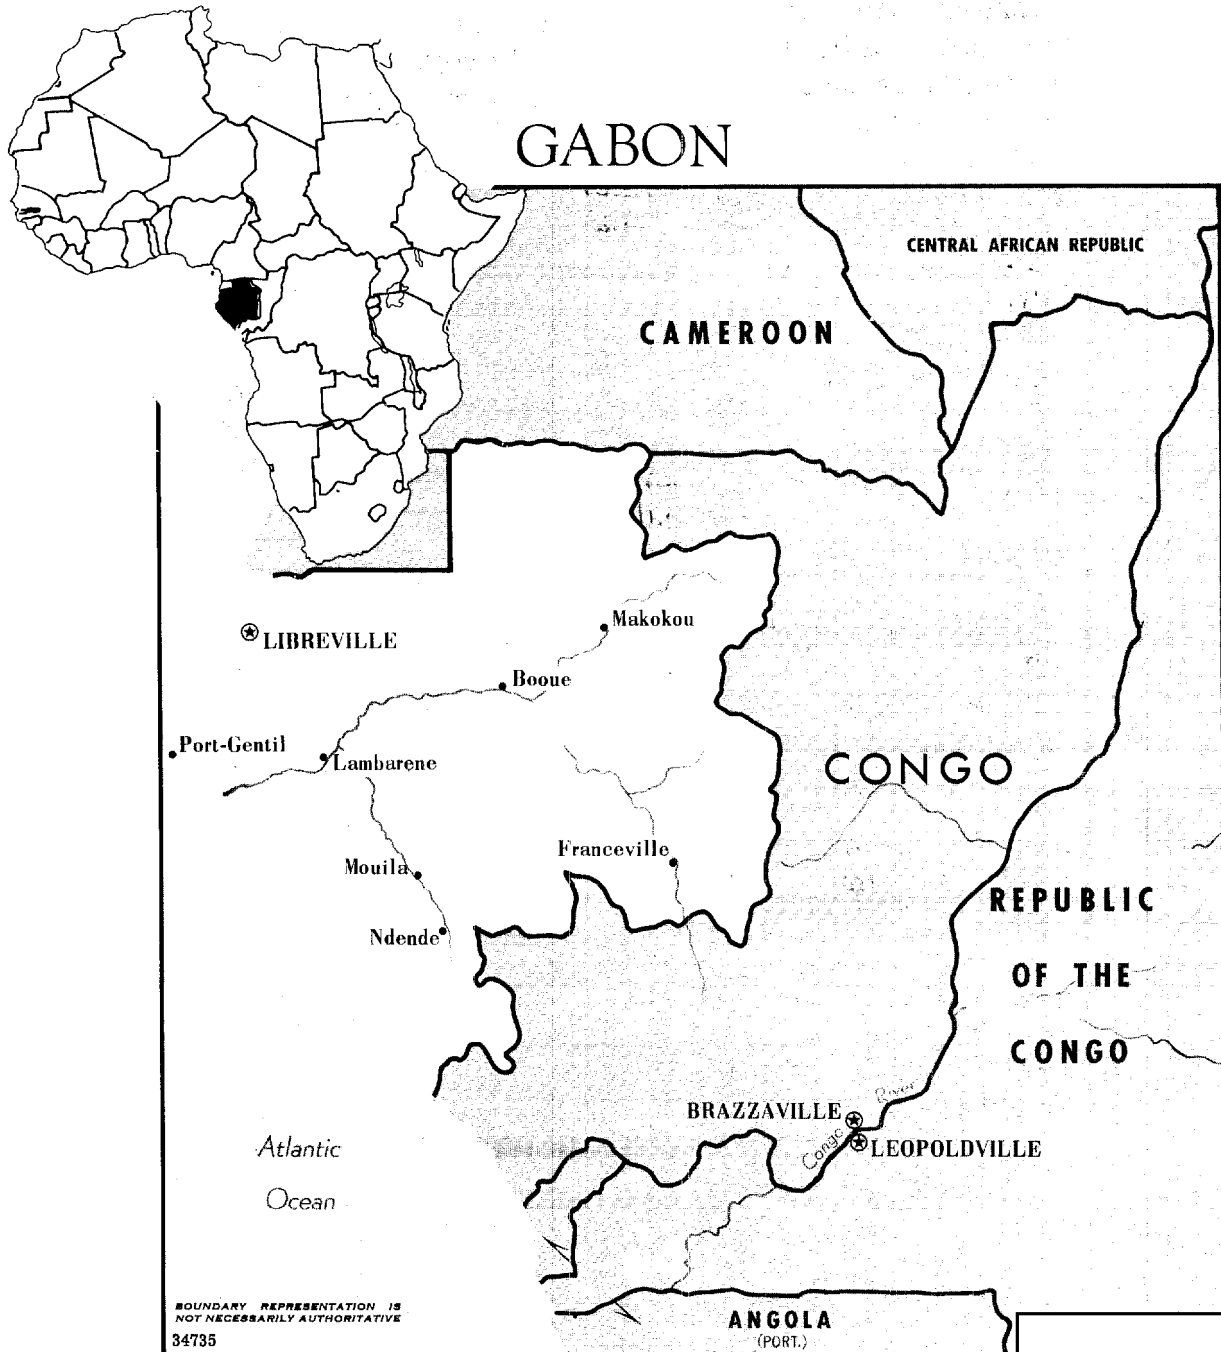 GABON
CENTRAL AFRICAN REPUBLIC
CAMEROON
Makokou
LIBREVILLE
Booue
Port-Gentil
Lambarene
CONGO
Franceville
Mouila
REPUBLIC
OF THE
CONGO
Ndende
River
BRAZZAVILLE
Congo
LEOPOLDVILLE
Atlantic
Ocean
BOUNDARY REPRESENTATION IS
NOT NECESSARILY AUTHORITATIVE
34735
ANGOLA
(PORT.)